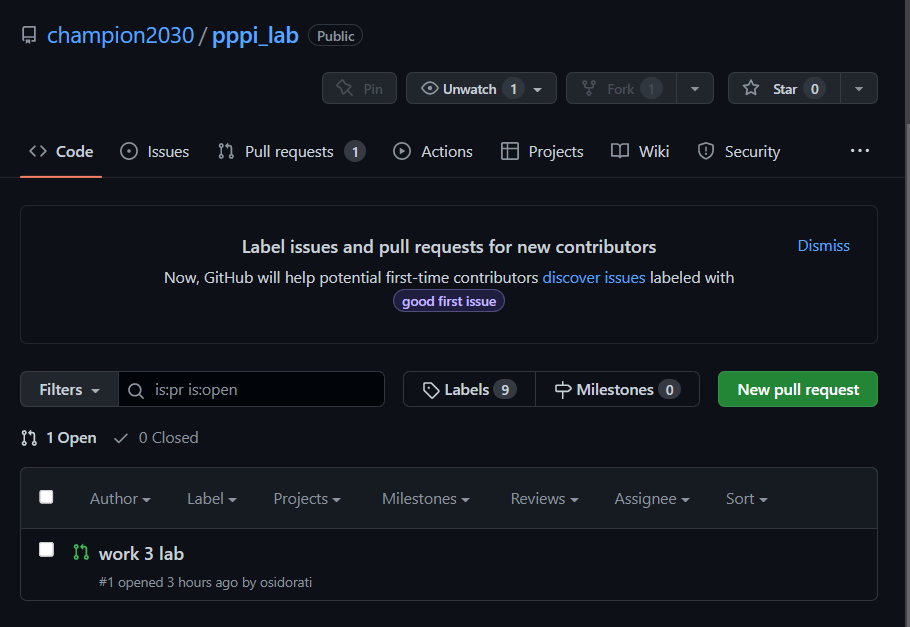 champion2030 / pppi_lab Public
Pin Unwatch 1 Fork 1 Star 0
Code Issues Pull requests 1 Actions Projects Wiki Security ...
Label issues and pull requests for new contributors Dismiss
Now, GitHub will help potential first-time contributors discover issues labeled with
good first issue
Filters is:pr is:open Labels 9 Milestones 0 New pull request
1 Open 0 Closed
Author Label Projects Milestones Reviews Assignee Sort
work 3 lab
#1 opened 3 hours ago by osidorati